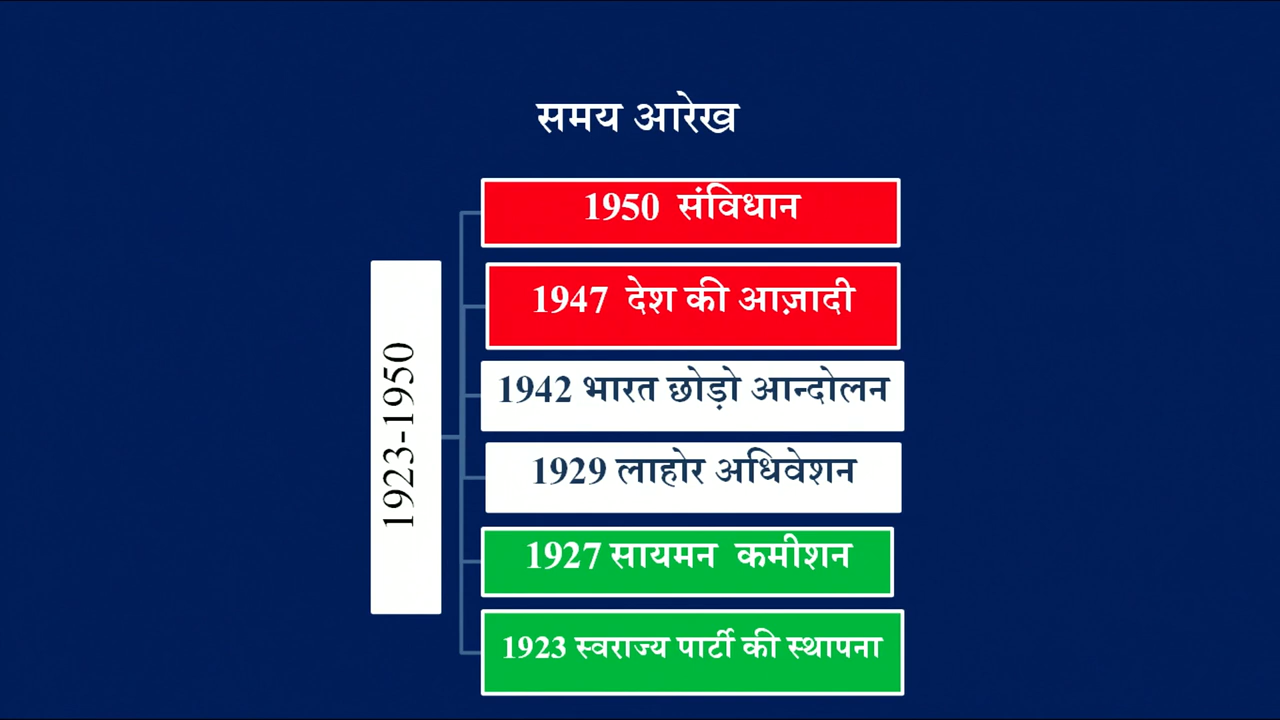 समय आरेख
1923-1950
1950 संविधान
1947 देश की आज़ादी
1942 भारत छोड़ो आन्दोलन
1929 लाहोर अधिवेशन
1927 सायमन कमीशन
1923 स्वराज्य पार्टी की स्थापना